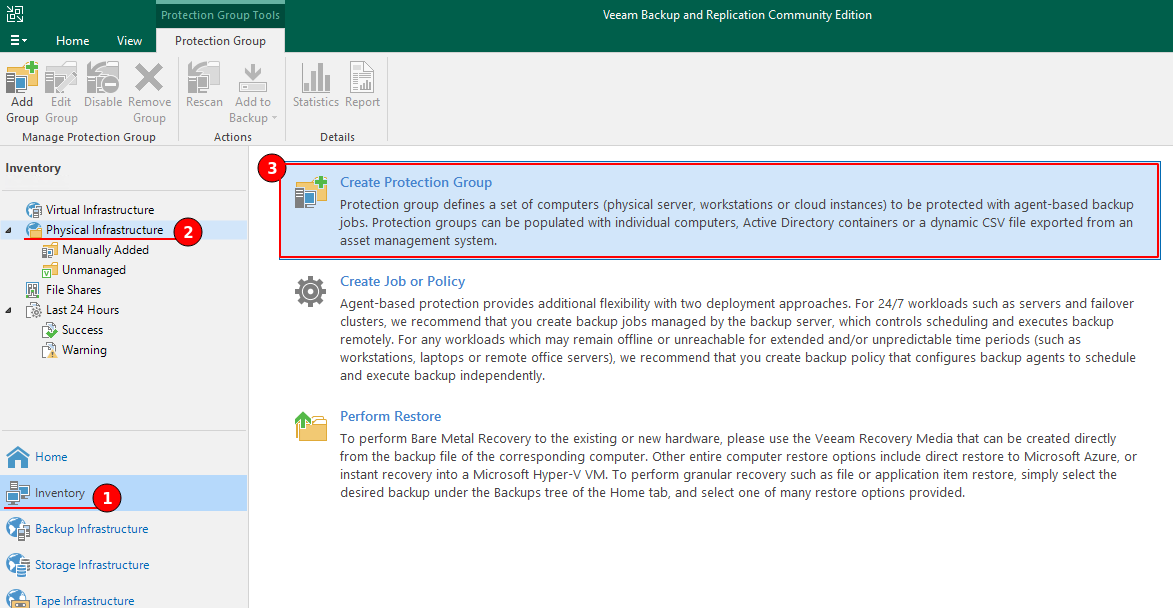 Protection Group Tools
Veeam Backup and Replication Community Edition
Home
View
Protection Group
Add
Group
Edit
Group
Disable
Remove
Group
Rescan
Add to
Backup
Statistics
Report
Manage Protection Group
Actions
Details
Inventory
Virtual Infrastructure
Physical Infrastructure
2
Manually Added
Unmanaged
File Shares
Last 24 Hours
Success
Warning
Home
Inventory
1
Backup Infrastructure
Storage Infrastructure
Tape Infrastructure
3
Create Protection Group
Protection group defines a set of computers (physical server, workstations or cloud instances) to be protected with agent-based backup
jobs. Protection groups can be populated with individual computers, Active Directory containers or a dynamic CSV file exported from an
asset management system.
Create Job or Policy
Agent-based protection provides additional flexibility with two deployment approaches. For 24/7 workloads such as servers and failover
clusters, we recommend that you create backup jobs managed by the backup server, which controls scheduling and executes backup
remotely. For any workloads which may remain offline or unreachable for extended and/or unpredictable time periods (such as
workstations, laptops or remote office servers), we recommend that you create backup policy that configures backup agents to schedule
and execute backup independently.
Perform Restore
To perform Bare Metal Recovery to the existing or new hardware, please use the Veeam Recovery Media that can be created directly
from the backup file of the corresponding computer. Other entire computer restore options include direct restore to Microsoft Azure, or
instant recovery into a Microsoft Hyper-V VM. To perform granular recovery such as file or application item restore, simply select the
desired backup under the Backups tree of the Home tab, and select one of many restore options provided.